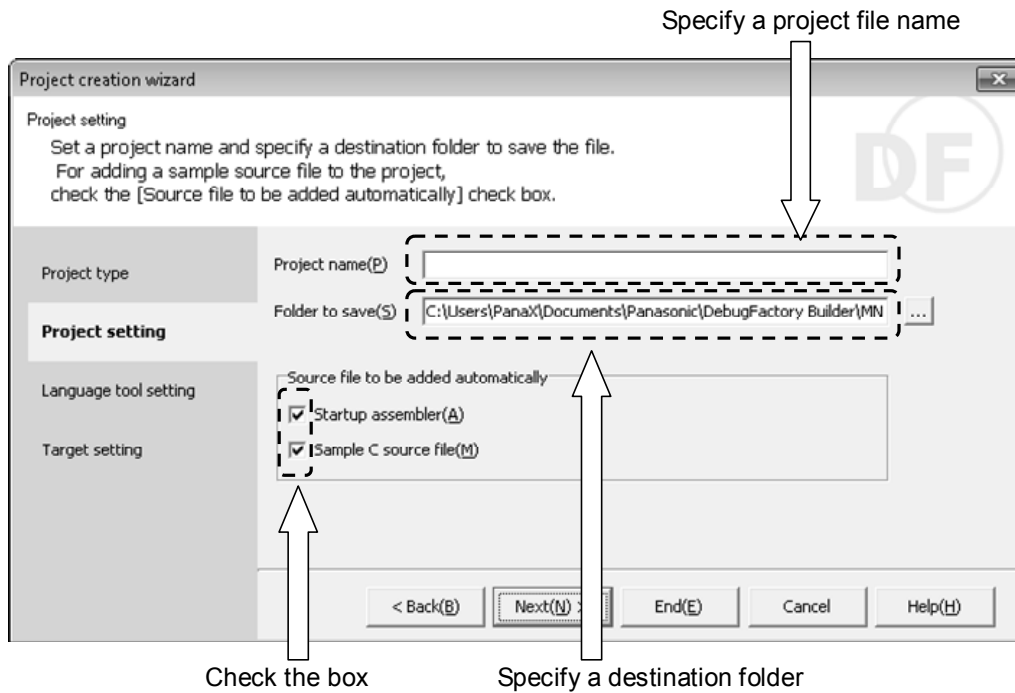 Specify a project file name
Project creation wizard
Project setting
Set a project name and specify a destination folder to save the file.
For adding a sample source file to the project,
check the [Source file to be added automatically] check box.
DF
Project type
Project setting
Language tool setting
Target setting
Project name(P)
Folder to save(S) C:\Users\PanaX\Documents\Panasonic\DebugFactory Builder\MN ...
Source file to be added automatically
Startup assembler(A)
Sample C source file(M)
< Back(B) Next(N) > End(E) Cancel Help(H)
Check the box Specify a destination folder